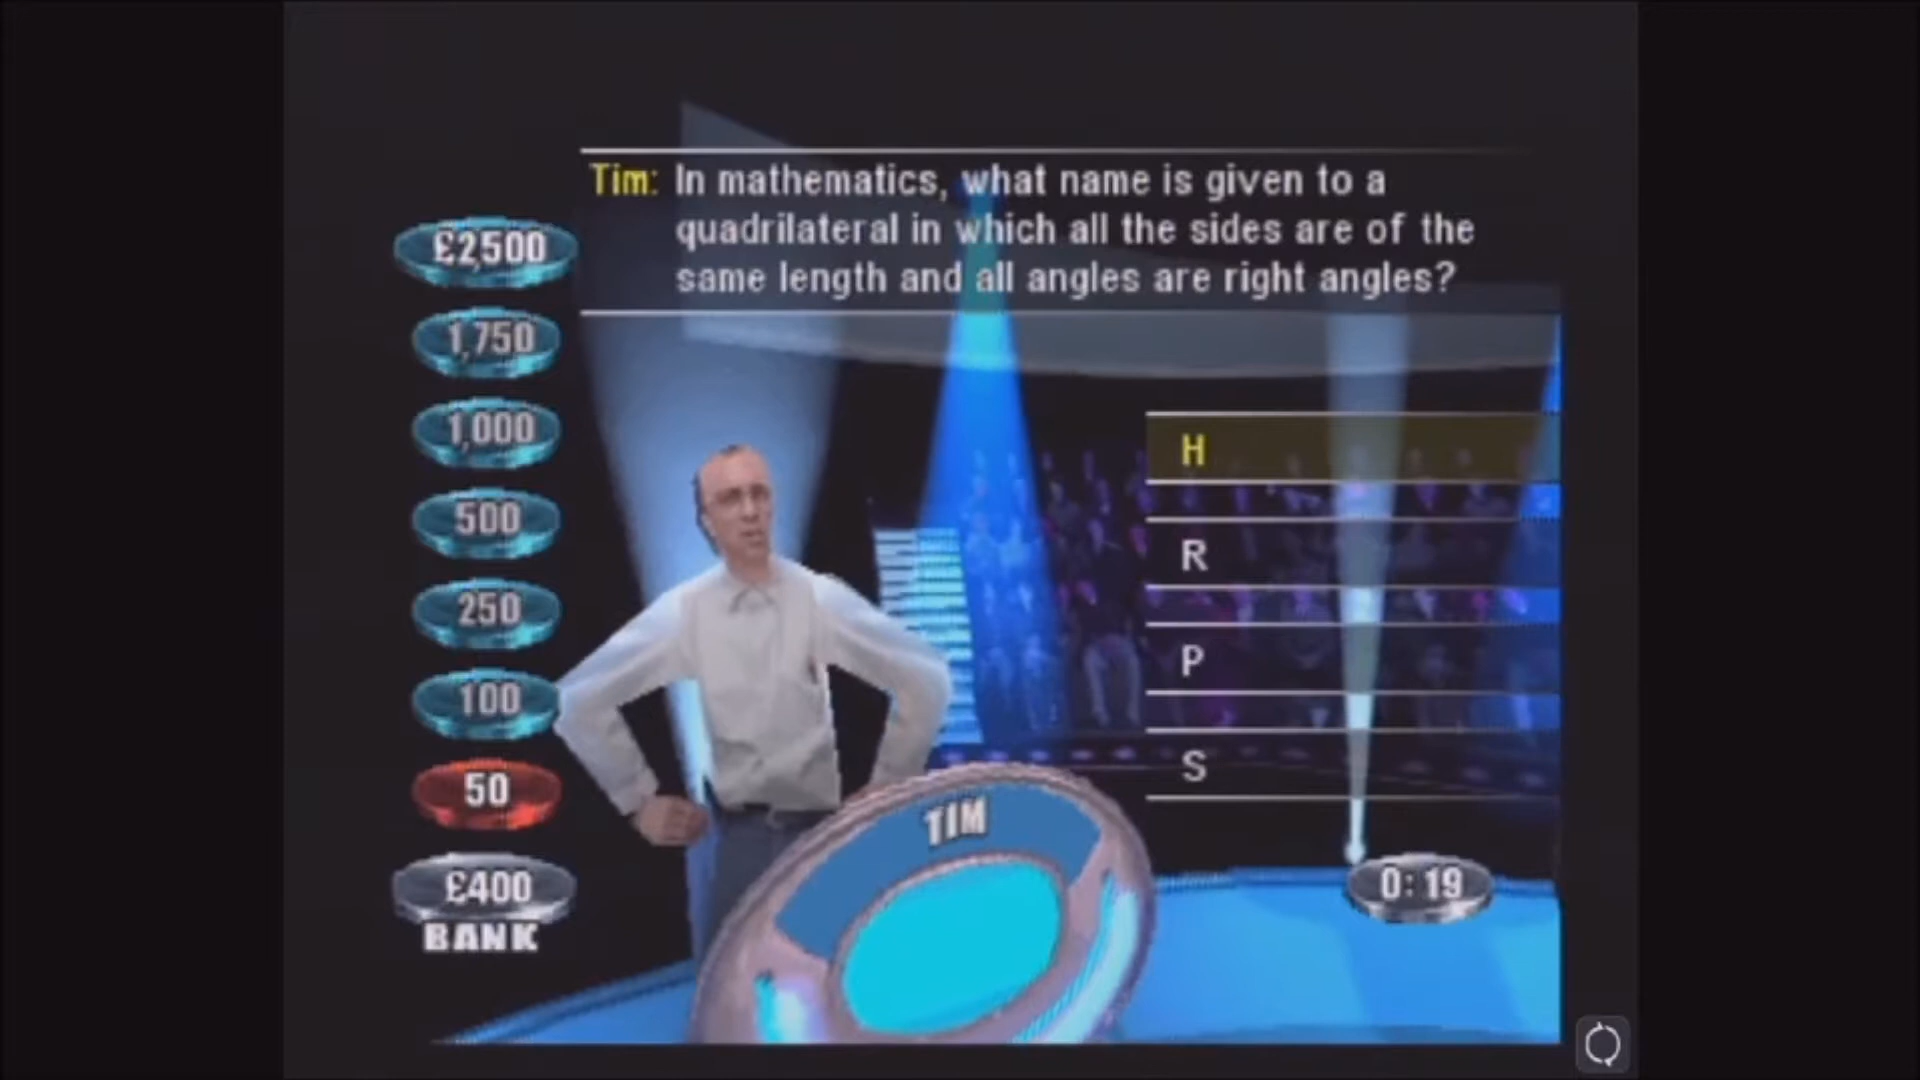 Tim: In mathematics, what name is given to a
quadrilateral in which all the sides are of the
same length and all angles are right angles?
£2,500
1,750
1,000
500
250
100
50
£400
BANK
H
R
P
S
TIM
0:19